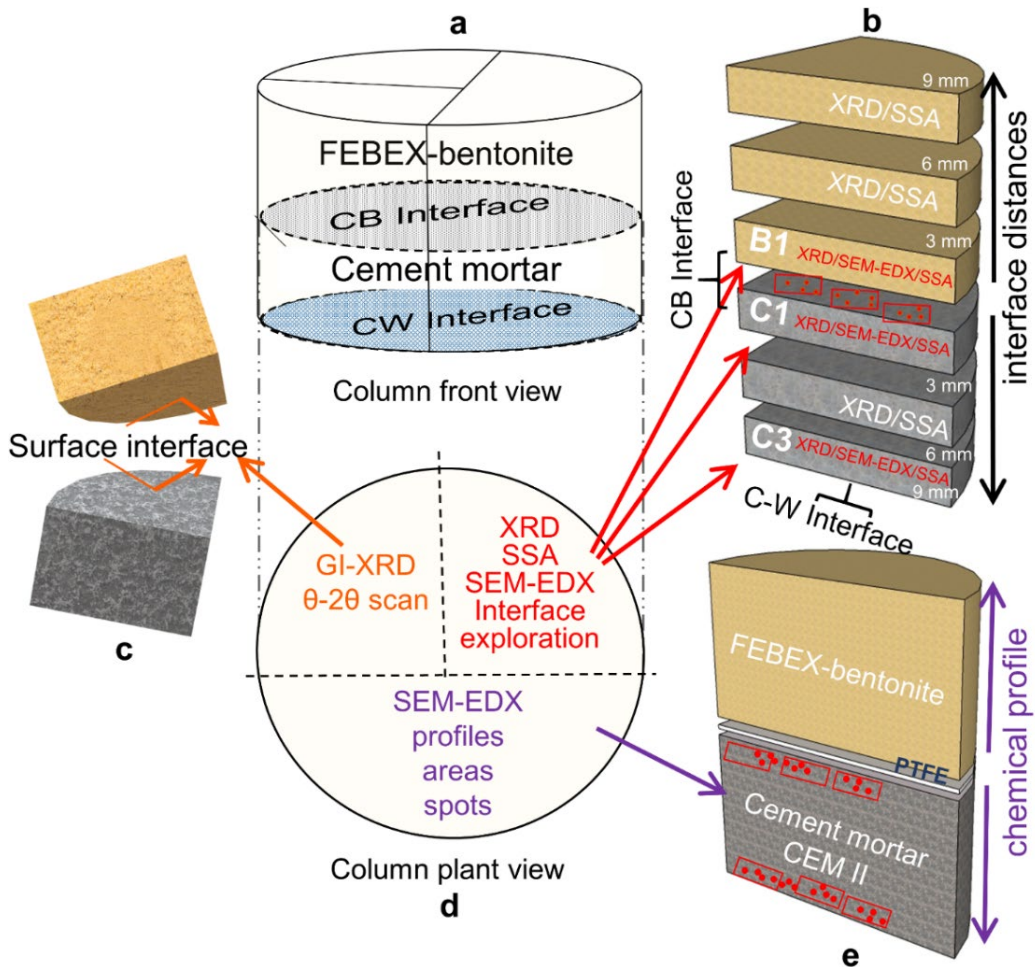 a
FEBEX-bentonite
CB Interface
Cement mortar
CW Interface
Column front view
b
9 mm
XRD/SSA
6 mm
XRD/SSA
3 mm
B1 XRD/SEM-EDX/SSA
CB Interface
C1 XRD/SEM-EDX/SSA
3 mm
XRD/SSA
6 mm
C3 XRD/SEM-EDX/SSA
9 mm
C-W Interface
interface distances
Surface interface
c
GI-XRD
θ-2θ scan
XRD
SSA
SEM-EDX
Interface
exploration
SEM-EDX
profiles
areas
spots
Column plant view
d
FEBEX-bentonite
PTFE
Cement mortar
CEM II
chemical profile
e